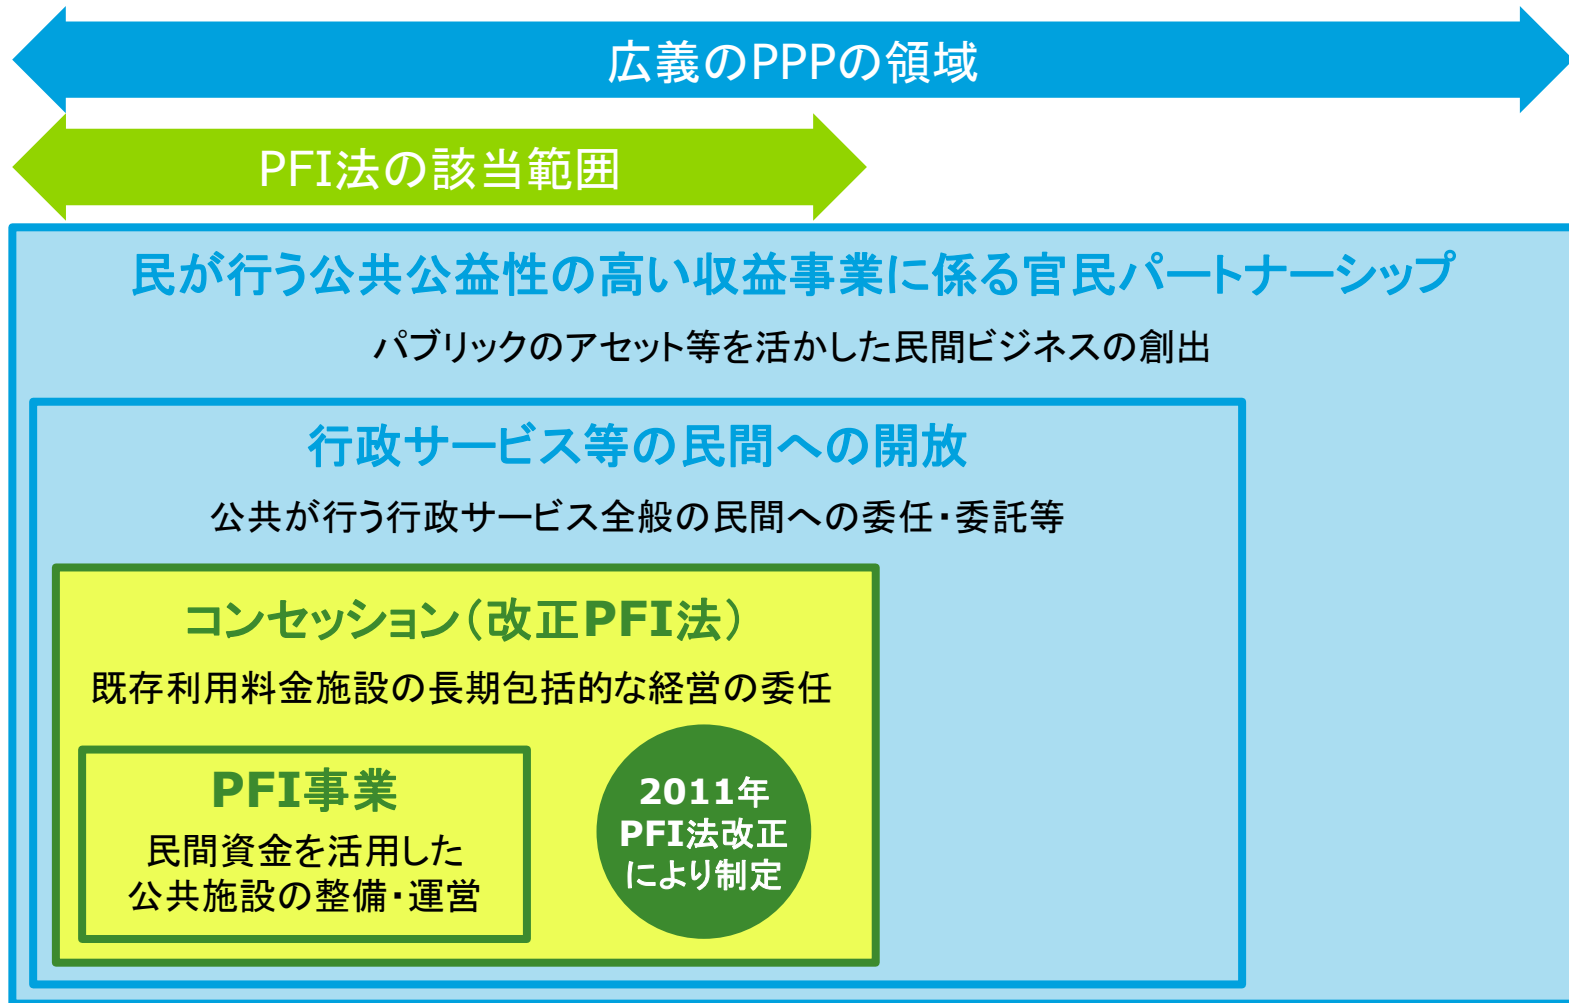 広義のPPPの領域
PFI法の該当範囲
民が行う公共公益性の高い収益事業に係る官民パートナーシップ
パブリックのアセット等を活かした民間ビジネスの創出
行政サービス等の民間への開放
公共が行う行政サービス全般の民間への委任・委託等
コンセッション（改正PFI法）
既存利用料金施設の長期包括的な経営の委任
PFI事業
民間資金を活用した
公共施設の整備・運営
2011年
PFI法改正
により制定